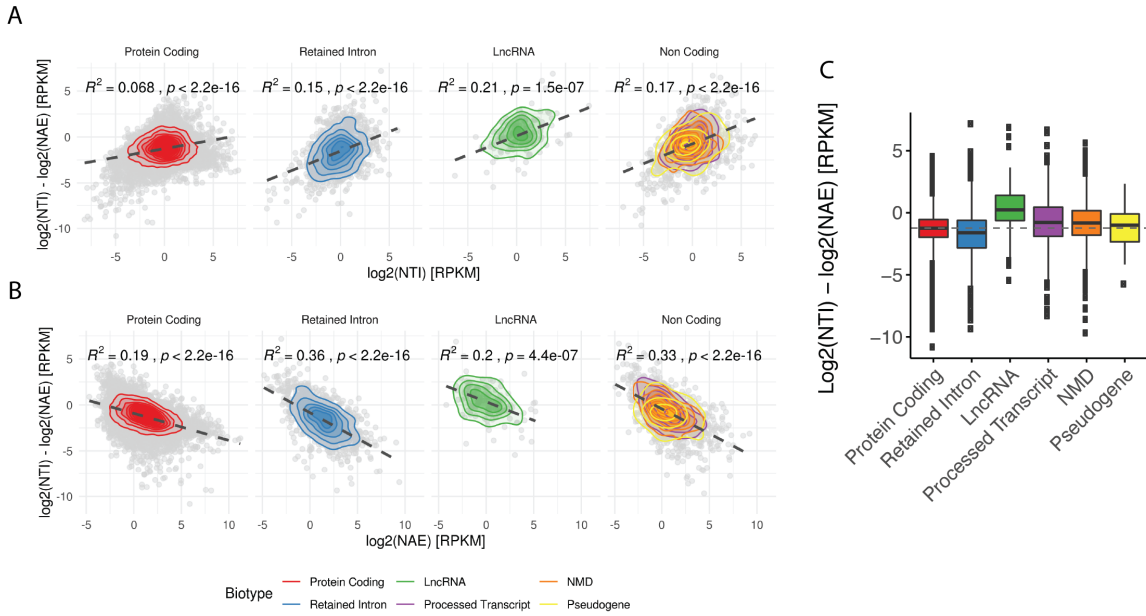 A
Protein Coding
Retained Intron
LncRNA
Non Coding
R² = 0.068 , p < 2.2e-16
R² = 0.15 , p < 2.2e-16
R² = 0.21 , p = 1.5e-07
R² = 0.17 , p < 2.2e-16
log2(NTI) - log2(NAE) [RPKM]
5
0
-5
-10
-5 0 5
-5 0 5
-5 0 5
-5 0 5
log2(NTI) [RPKM]
B
Protein Coding
Retained Intron
LncRNA
Non Coding
R² = 0.19 , p < 2.2e-16
R² = 0.36 , p < 2.2e-16
R² = 0.2 , p = 4.4e-07
R² = 0.33 , p < 2.2e-16
log2(NTI) - log2(NAE) [RPKM]
5
0
-5
-10
-5 0 5 10
-5 0 5 10
-5 0 5 10
-5 0 5 10
log2(NAE) [RPKM]
Biotype
Protein Coding
LncRNA
NMD
Retained Intron
Processed Transcript
Pseudogene
C
Log2(NTI) − log2(NAE) [RPKM]
5
0
−5
−10
Protein Coding
Retained Intron
LncRNA
Processed Transcript
NMD
Pseudogene